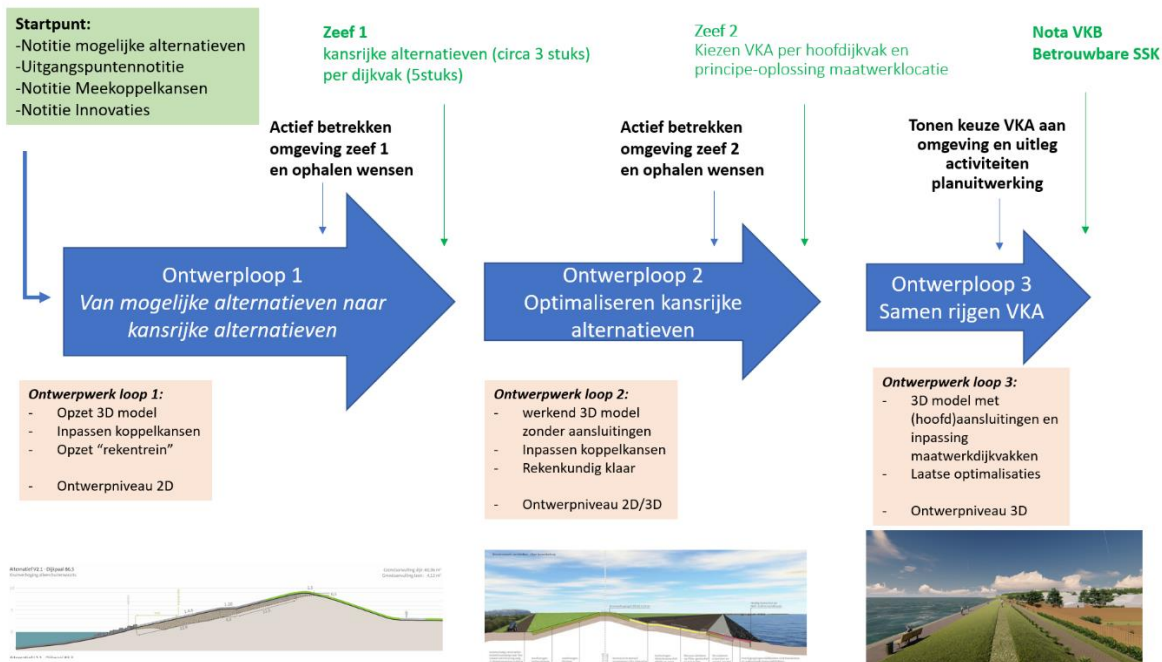 Startpunt:
-Notitie mogelijke alternatieven
-Uitgangspuntennotitie
-Notitie Meekoppelkansen
-Notitie Innovaties
Zeef 1
kansrijke alternatieven (circa 3 stuks)
per dijkvak (5stuks)
Zeef 2
Kiezen VKA per hoofdijkvak en
principe-oplossing maatwerklocatie
Nota VKB
Betrouwbare SSK
Actief betrekken
omgeving zeef 1
en ophalen wensen
Actief betrekken
omgeving zeef 2
en ophalen wensen
Tonen keuze VKA aan
omgeving en uitleg
activiteiten
planuitwerking
Ontwerploop 1
Van mogelijke alternatieven naar
kansrijke alternatieven
Ontwerploop 2
Optimaliseren kansrijke
alternatieven
Ontwerploop 3
Samen rijgen VKA
Ontwerpwerk loop 1:
- Opzet 3D model
- Inpassen koppelkansen
- Opzet “rekentrein”
- Ontwerpniveau 2D
Ontwerpwerk loop 2:
- werkend 3D model
zonder aansluitingen
- Inpassen koppelkansen
- Rekenkundig klaar
- Ontwerpniveau 2D/3D
Ontwerpwerk loop 3:
- 3D model met
(hoofd)aansluitingen en
inpassing
maatwerkdijkvakken
- Laatse optimalisaties
- Ontwerpniveau 3D